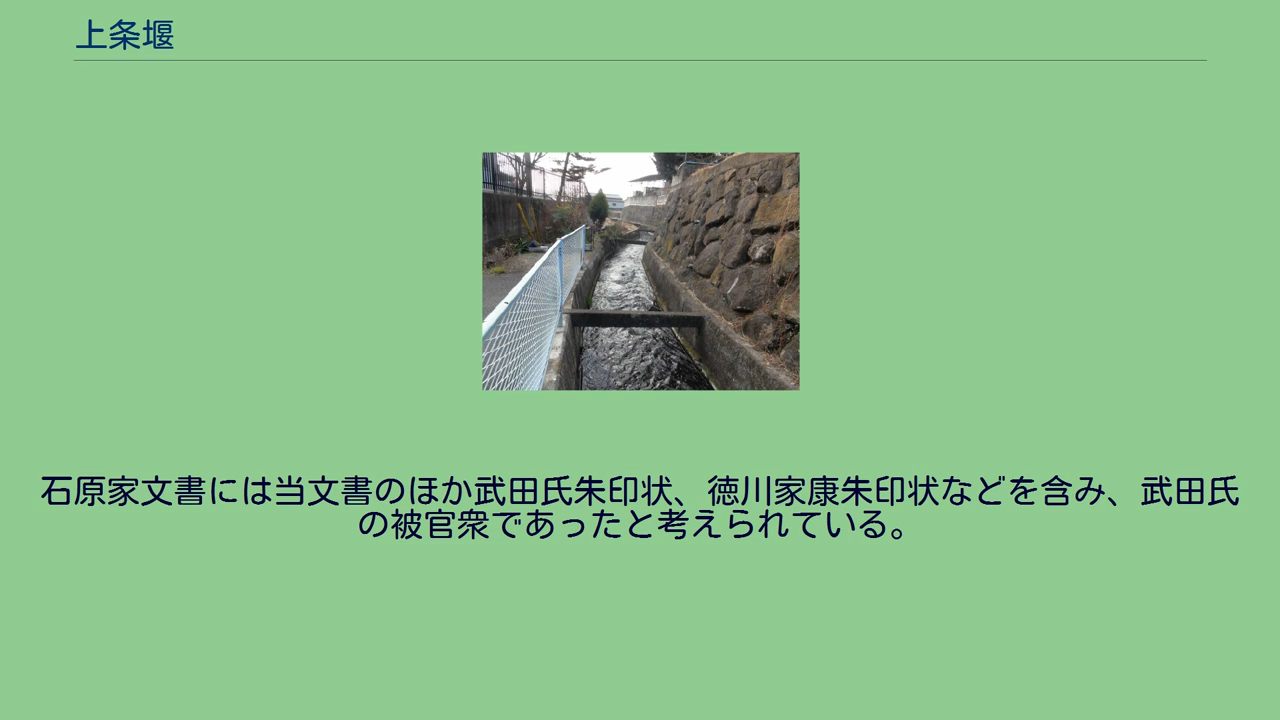 上条堰
石原家文書には当文書のほか武田氏朱印状、徳川家康朱印状などを含み、武田氏
の被官衆であったと考えられている。